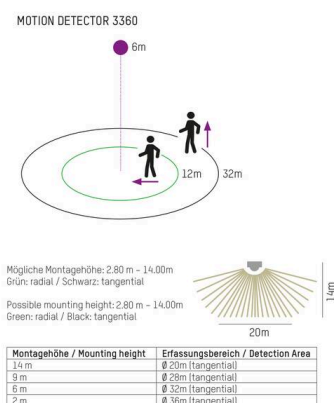 MOTION DETECTOR 3360
6m
12m
32m
Mögliche Montagehöhe: 2.80 m – 14.00m
Grün: radial / Schwarz: tangential
Possible mounting height: 2.80 m – 14.00m
Green: radial / Black: tangential
14m
20m
Montagehöhe / Mounting height Erfassungsbereich / Detection Area
14 m Ø 20m (tangential)
9 m Ø 28m (tangential)
6 m Ø 32m (tangential)
2 m Ø 36m (tangential)